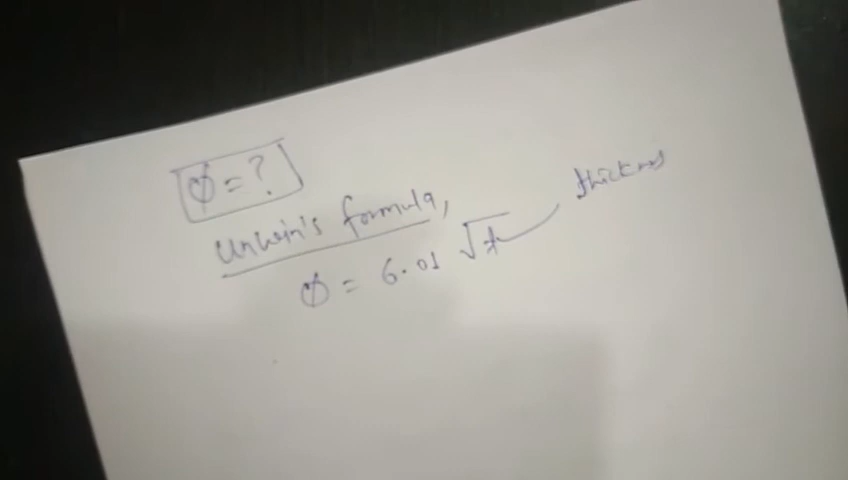 Φ = ?
Unwin's formula,
Φ = 6.01 √t
thickness